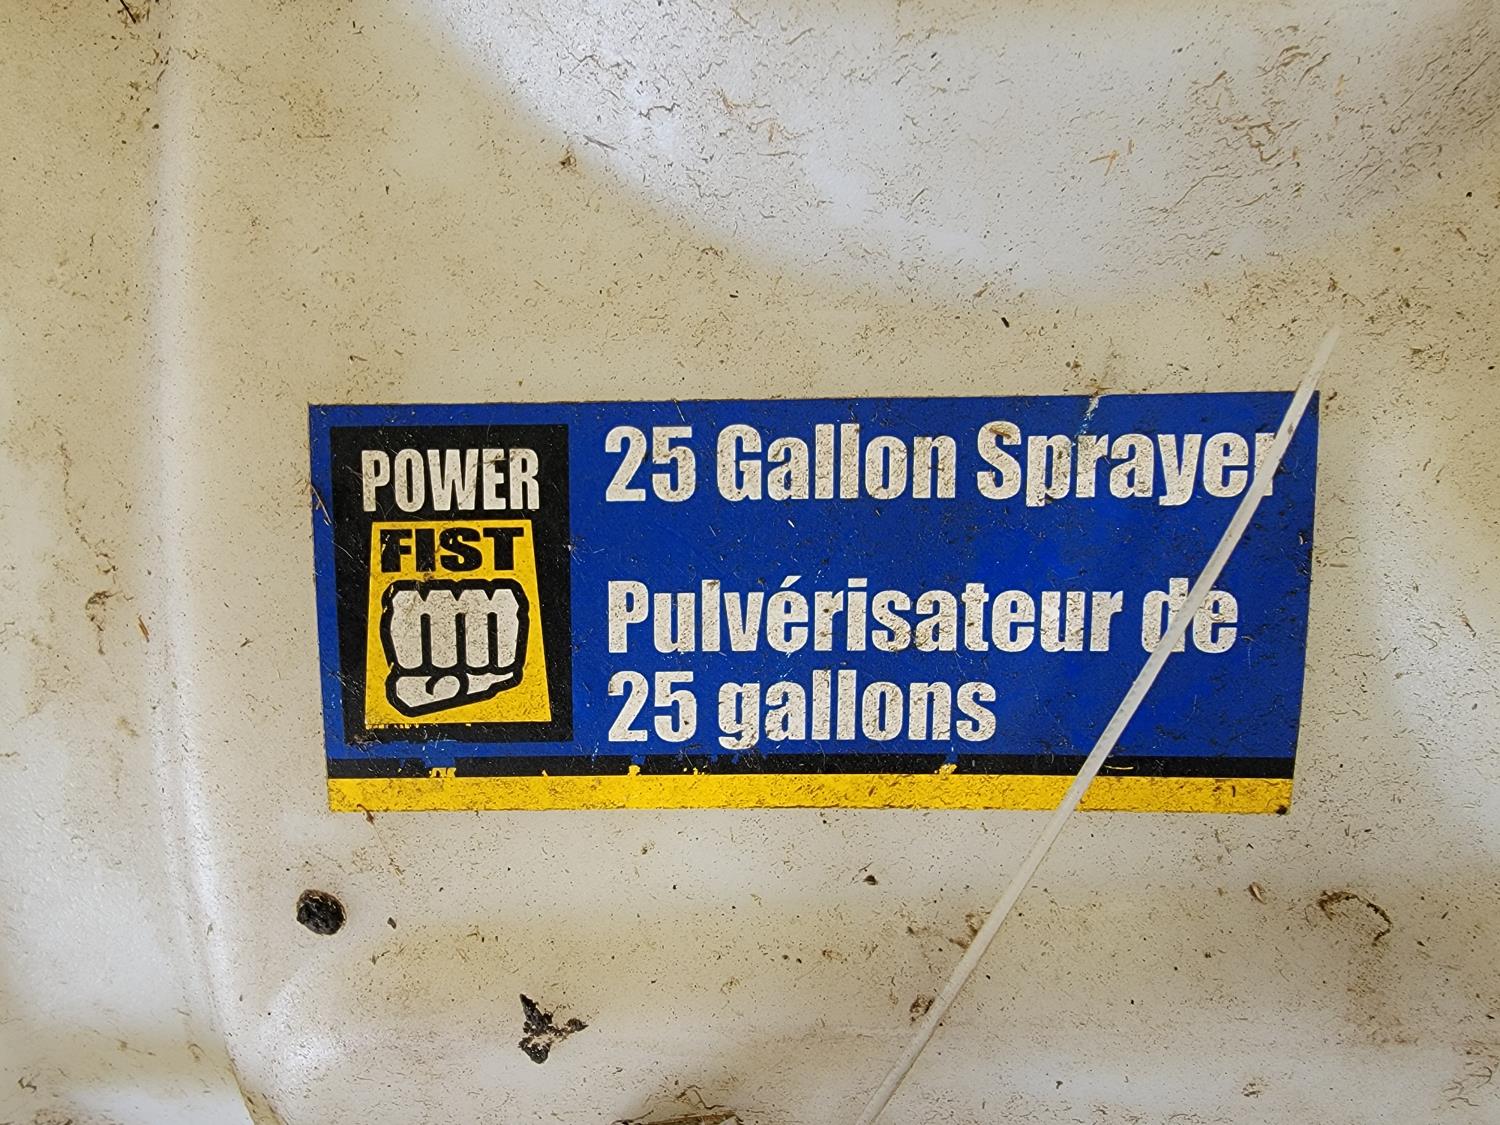 POWER
FIST
25 Gallon Sprayer
Pulvérisateur de
25 gallons